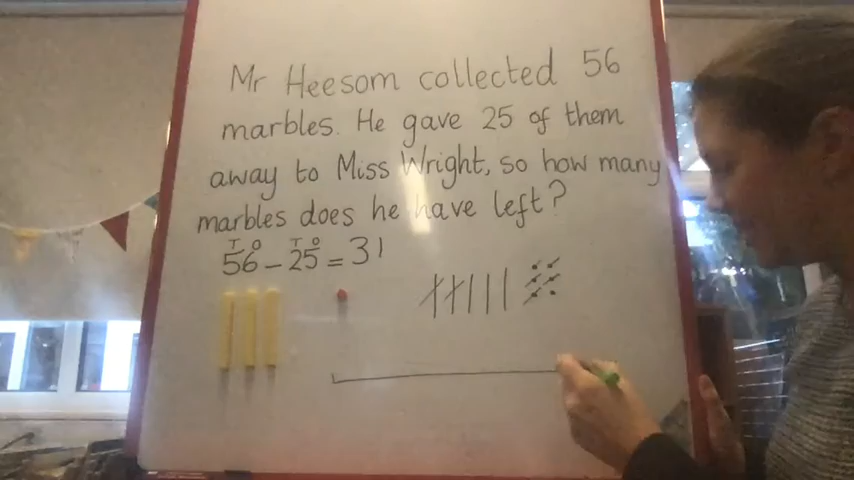 Mr Heesom collected 56
marbles. He gave 25 of them
away to Miss Wright, so how many
marbles does he have left?
T O T O
56 - 25 = 31